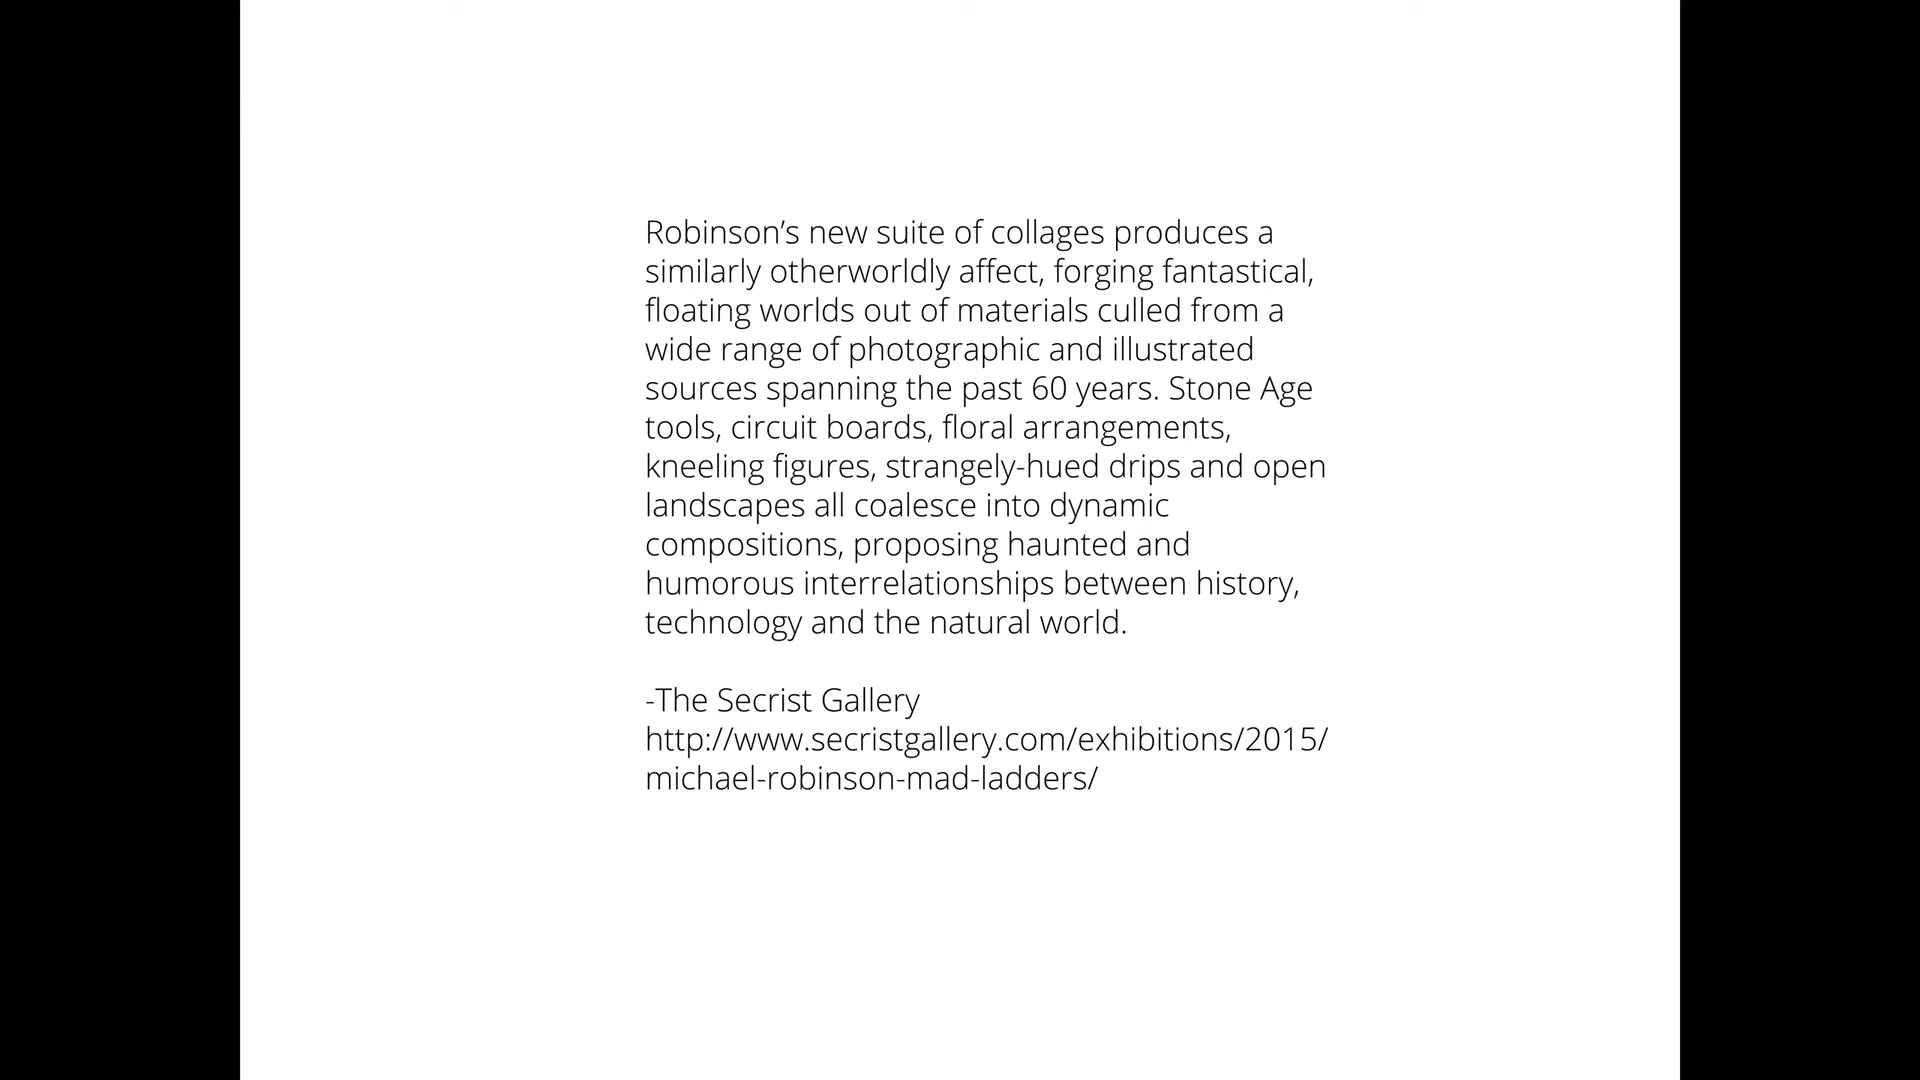 Robinson’s new suite of collages produces a
similarly otherworldly affect, forging fantastical,
floating worlds out of materials culled from a
wide range of photographic and illustrated
sources spanning the past 60 years. Stone Age
tools, circuit boards, floral arrangements,
kneeling figures, strangely-hued drips and open
landscapes all coalesce into dynamic
compositions, proposing haunted and
humorous interrelationships between history,
technology and the natural world.
-The Secrist Gallery
http://www.secristgallery.com/exhibitions/2015/
michael-robinson-mad-ladders/